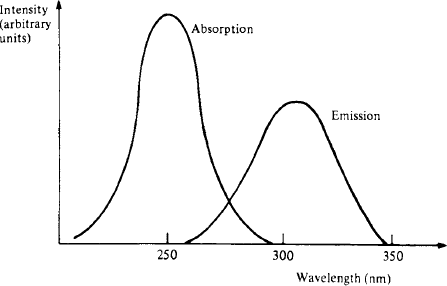 Intensity
(arbitrary
units)
Absorption
Emission
250
300
350
Wavelength (nm)